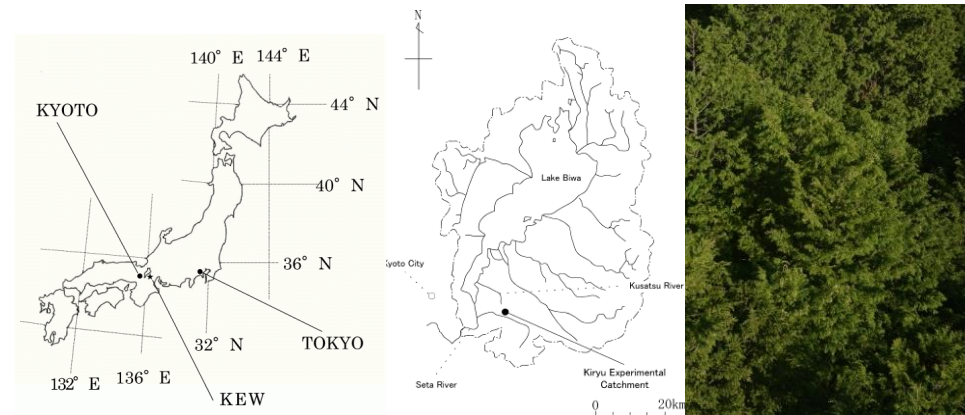 140° E 144° E
KYOTO
44° N
40° N
36° N
32° N
TOKYO
132° E 136° E
KEW
N
Lake Biwa
Kyoto City
Kusatsu River
Seta River
Kiryu Experimental
Catchment
0 20km